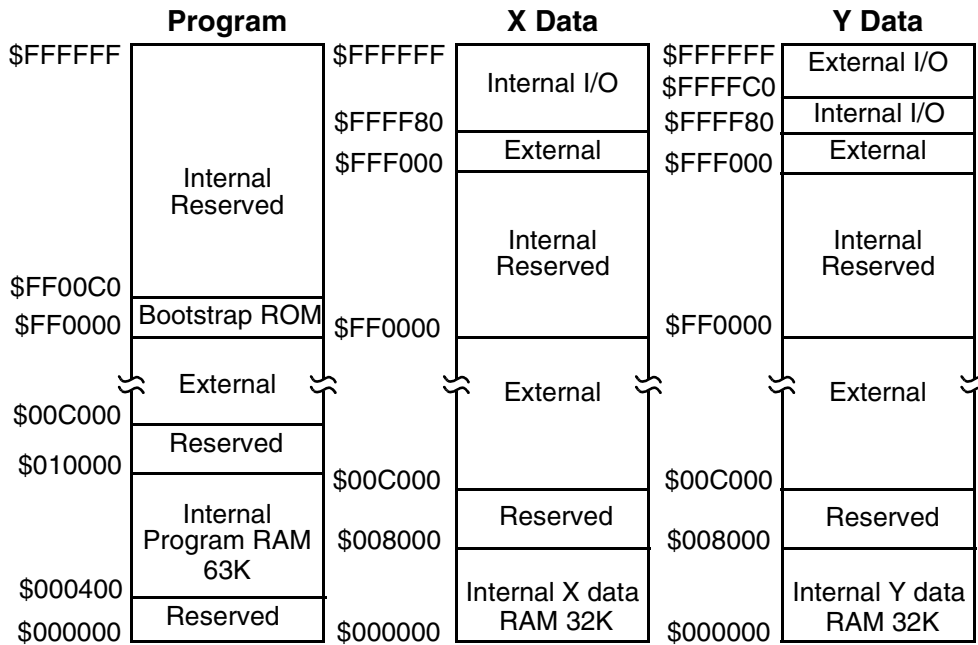 Program
$FFFFFF
Internal
Reserved
$FF00C0
Bootstrap ROM
$FF0000
External
$00C000
Reserved
$010000
Internal
Program RAM
63K
$000400
Reserved
$000000
X Data
$FFFFFF
Internal I/O
$FFFF80
External
$FFF000
Internal
Reserved
$FF0000
External
$00C000
Reserved
$008000
Internal X data
RAM 32K
$000000
Y Data
$FFFFFF
External I/O
$FFFFC0
Internal I/O
$FFFF80
External
$FFF000
Internal
Reserved
$FF0000
External
$00C000
Reserved
$008000
Internal Y data
RAM 32K
$000000